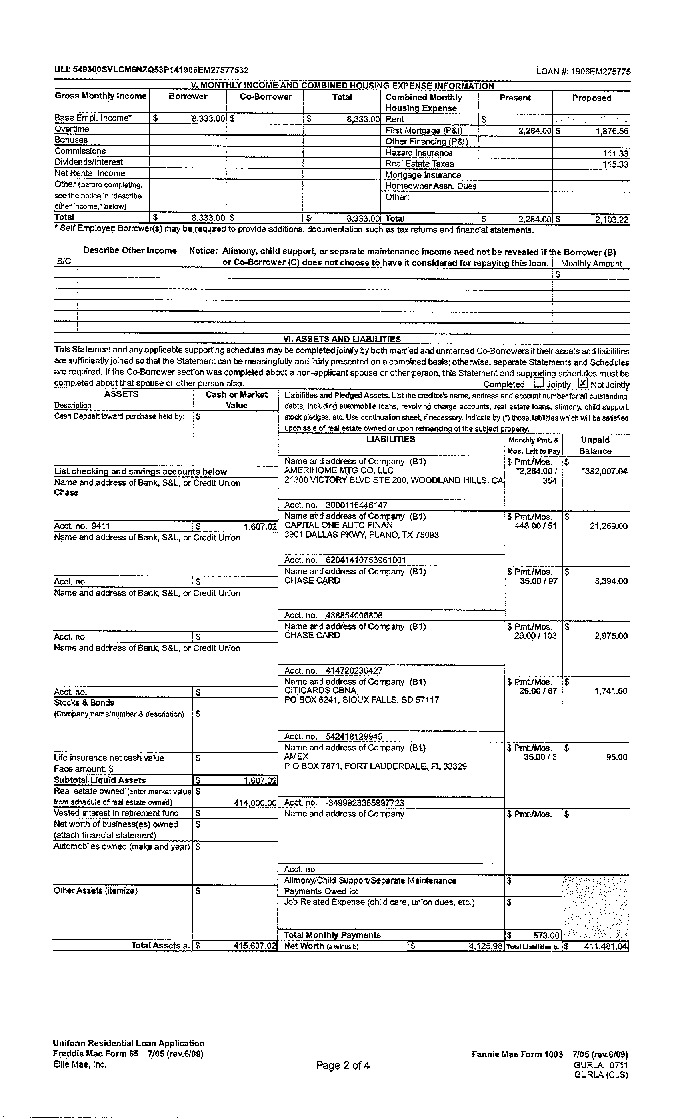 ULI: 549300SVLCM6NZQ53P141906EM27577532
LOAN #: 1906EM275775
V. MONTHLY INCOME AND COMBINED HOUSING EXPENSE INFORMATION
Gross Monthly Income Borrower Co-Borrower Total Combined Monthly Housing Expense Present Proposed
Base Empl. Income* $ 8,333.00 $ $ 8,333.00 Rent $
Overtime First Mortgage (P&I) 2,284.00 $ 1,876.56
Bonuses Other Financing (P&I)
Commissions Hazard Insurance 111.33
Dividends/Interest Real Estate Taxes 115.33
Net Rental Income Mortgage Insurance
Other (before completing, Homeowner Assn. Dues
see the notice in "describe Other:
other income," below)
Total $ 8,333.00 $ $ 8,333.00 Total $ 2,284.00 $ 2,103.22
* Self Employed Borrower(s) may be required to provide additional documentation such as tax returns and financial statements.
Describe Other Income Notice: Alimony, child support, or separate maintenance income need not be revealed if the Borrower (B)
B/C or Co-Borrower (C) does not choose to have it considered for repaying this loan. Monthly Amount
$
VI. ASSETS AND LIABILITIES
This Statement and any applicable supporting schedules may be completed jointly by both married and unmarried Co-Borrowers if their assets and liabilities
are sufficiently joined so that the Statement can be meaningfully and fairly presented on a combined basis; otherwise, separate Statements and Schedules
are required. If the Co-Borrower section was completed about a non-applicant spouse or other person, this Statement and supporting schedules must be
completed about that spouse or other person also. Completed Jointly X Not Jointly
ASSETS Cash or Market Value
Description
Cash Deposit toward purchase held by: $
Liabilities and Pledged Assets. List the creditor's name, address and account number for all outstanding
debts, including automobile loans, revolving charge accounts, real estate loans, alimony, child support,
stock pledges, etc. Use continuation sheet, if necessary. Indicate by (*) those liabilities which will be satisfied
upon sale of real estate owned or upon refinancing of the subject property.
LIABILITIES Monthly Pmt. & Mos. Left to Pay Unpaid Balance
List checking and savings accounts below
Name and address of Bank, S&L, or Credit Union
Chase
Name and address of Company (B1) $ Pmt./Mos. $
AMERIHOME MTG CO, LLC *2,284.00 / *382,007.04
21300 VICTORY BLVD STE 200, WOODLAND HILLS, CA 354
Acct. no. 3000116446147
Acct. no. 9411 $ 1,607.02
Name and address of Bank, S&L, or Credit Union
Name and address of Company (B1) $ Pmt./Mos. $
CAPITAL ONE AUTO FINAN 448.00 / 51 21,269.00
3901 DALLAS PKWY, PLANO, TX 75093
Acct. no. 62041410753961001
Acct. no. $
Name and address of Bank, S&L, or Credit Union
Name and address of Company (B1) $ Pmt./Mos. $
CHASE CARD 35.00 / 97 3,394.00
Acct. no. 438854006808
Acct. no. $
Name and address of Bank, S&L, or Credit Union
Name and address of Company (B1) $ Pmt./Mos. $
CHASE CARD 29.00 / 103 2,975.00
Acct. no. 414720236427
Acct. no. $
Stocks & Bonds
(Company name/number & description) $
Name and address of Company (B1) $ Pmt./Mos. $
CITICARDS CBNA 26.00 / 67 1,741.00
PO BOX 6241, SIOUX FALLS, SD 57117
Acct. no. 542418129945
Life insurance net cash value $
Face amount: $
Name and address of Company (B1) $ Pmt./Mos. $
AMEX 35.00 / 3 95.00
P O BOX 7871, FORT LAUDERDALE, FL 33329
Subtotal Liquid Assets $ 1,607.02
Real estate owned (enter market value $
from schedule of real estate owned) 414,000.00
Acct. no. -3499923365897723
Vested interest in retirement fund $
Name and address of Company $ Pmt./Mos. $
Net worth of business(es) owned $
(attach financial statement)
Automobiles owned (make and year) $
Acct. no.
Alimony/Child Support/Separate Maintenance $
Payments Owed to:
Other Assets (itemize) $
Job Related Expense (child care, union dues, etc.) $
Total Monthly Payments $ 573.00
Total Assets a. $ 415,607.02 Net Worth (a minus b) $ 4,125.98 Total Liabilities b. $ 411,481.04
Uniform Residential Loan Application
Freddie Mac Form 65 7/05 (rev.6/09)
Ellie Mae, Inc.
Page 2 of 4
Fannie Mae Form 1003 7/05 (rev.6/09)
GURLA 0711
GURLA (CLS)